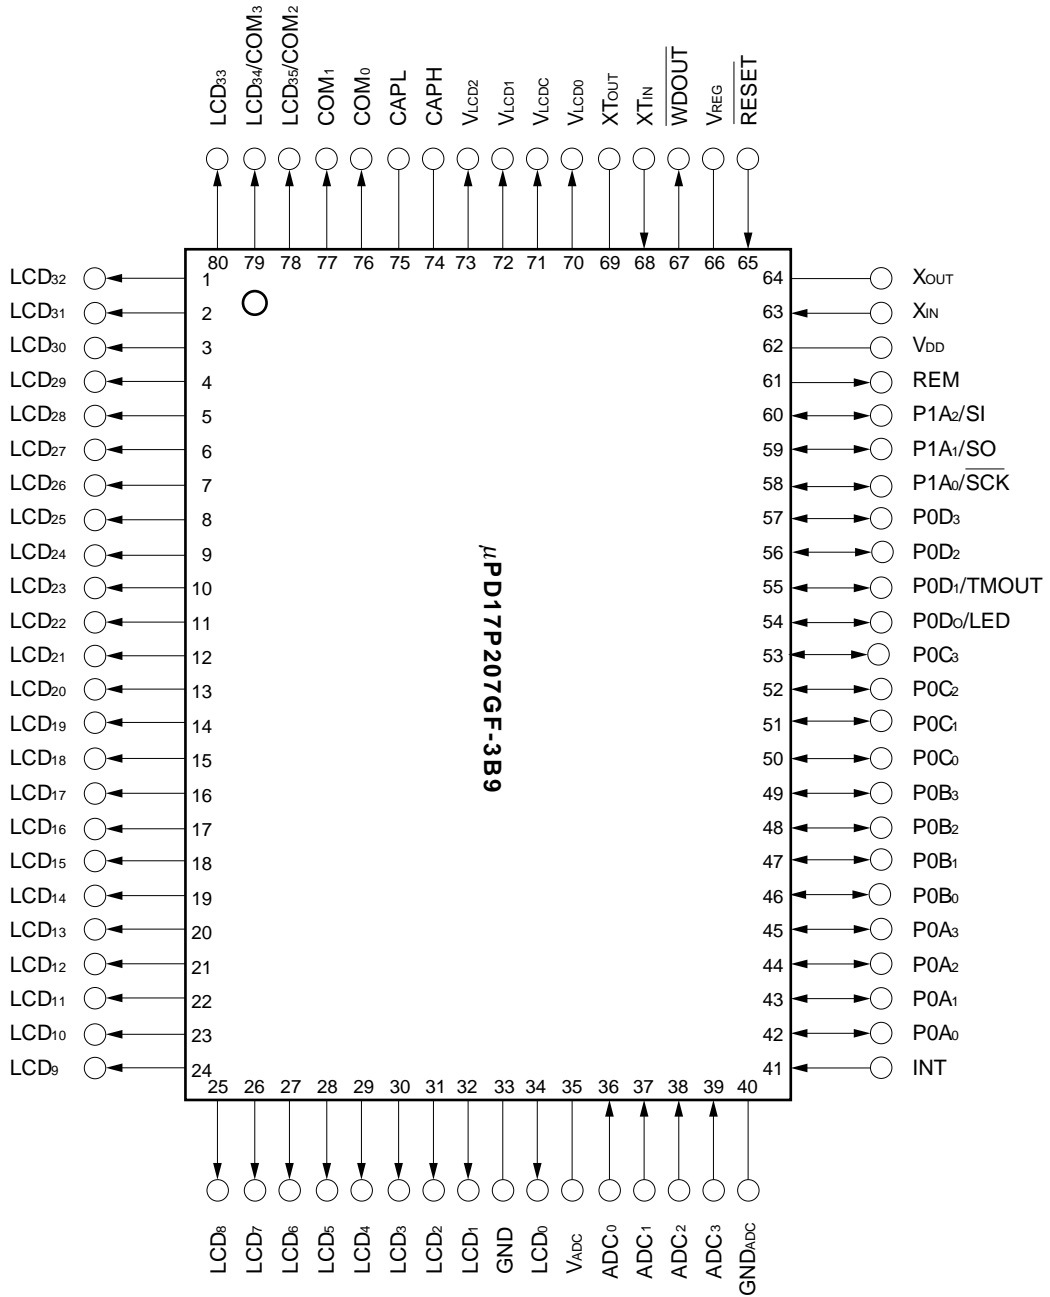 LCD33
LCD34/COM3
LCD35/COM2
COM1
COM0
CAPL
CAPH
VLCD2
VLCD1
VLCDC
VLCD0
XTOUT
XTIN
WDOUT
VREG
RESET
80 79 78 77 76 75 74 73 72 71 70 69 68 67 66 65
LCD32 1
LCD31 2
LCD30 3
LCD29 4
LCD28 5
LCD27 6
LCD26 7
LCD25 8
LCD24 9
LCD23 10
LCD22 11
LCD21 12
LCD20 13
LCD19 14
LCD18 15
LCD17 16
LCD16 17
LCD15 18
LCD14 19
LCD13 20
LCD12 21
LCD11 22
LCD10 23
LCD9 24
μPD17P207GF-3B9
64 XOUT
63 XIN
62 VDD
61 REM
60 P1A2/SI
59 P1A1/SO
58 P1A0/SCK
57 P0D3
56 P0D2
55 P0D1/TMOUT
54 P0DO/LED
53 P0C3
52 P0C2
51 P0C1
50 P0C0
49 P0B3
48 P0B2
47 P0B1
46 P0B0
45 P0A3
44 P0A2
43 P0A1
42 P0A0
41 INT
25 26 27 28 29 30 31 32 33 34 35 36 37 38 39 40
LCD8
LCD7
LCD6
LCD5
LCD4
LCD3
LCD2
LCD1
GND
LCD0
VADC
ADC0
ADC1
ADC2
ADC3
GNDADC